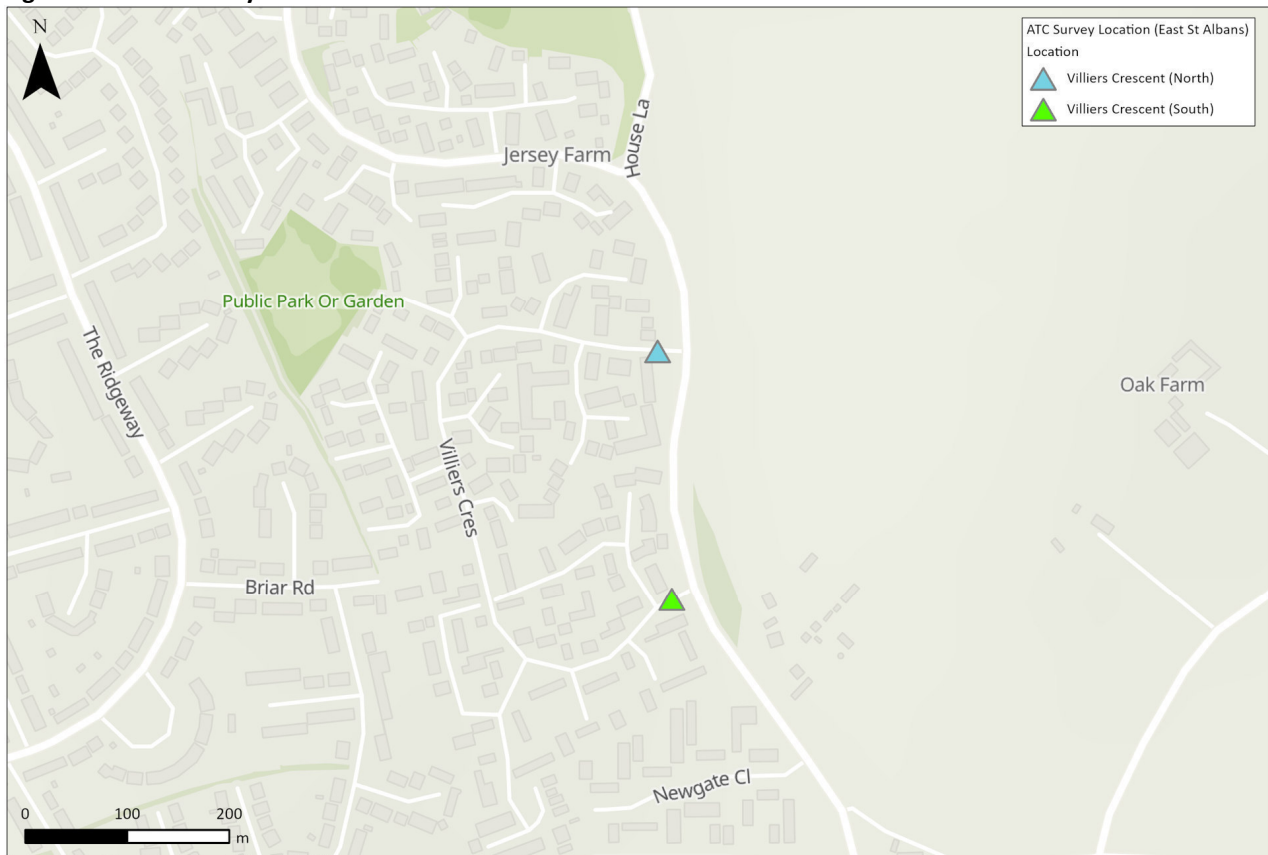 N
ATC Survey Location (East St Albans)
Location
Villiers Crescent (North)
Villiers Crescent (South)
House La
Jersey Farm
Public Park Or Garden
The Ridgeway
Oak Farm
Villiers Cres
Briar Rd
Newgate Cl
0 100 200
m